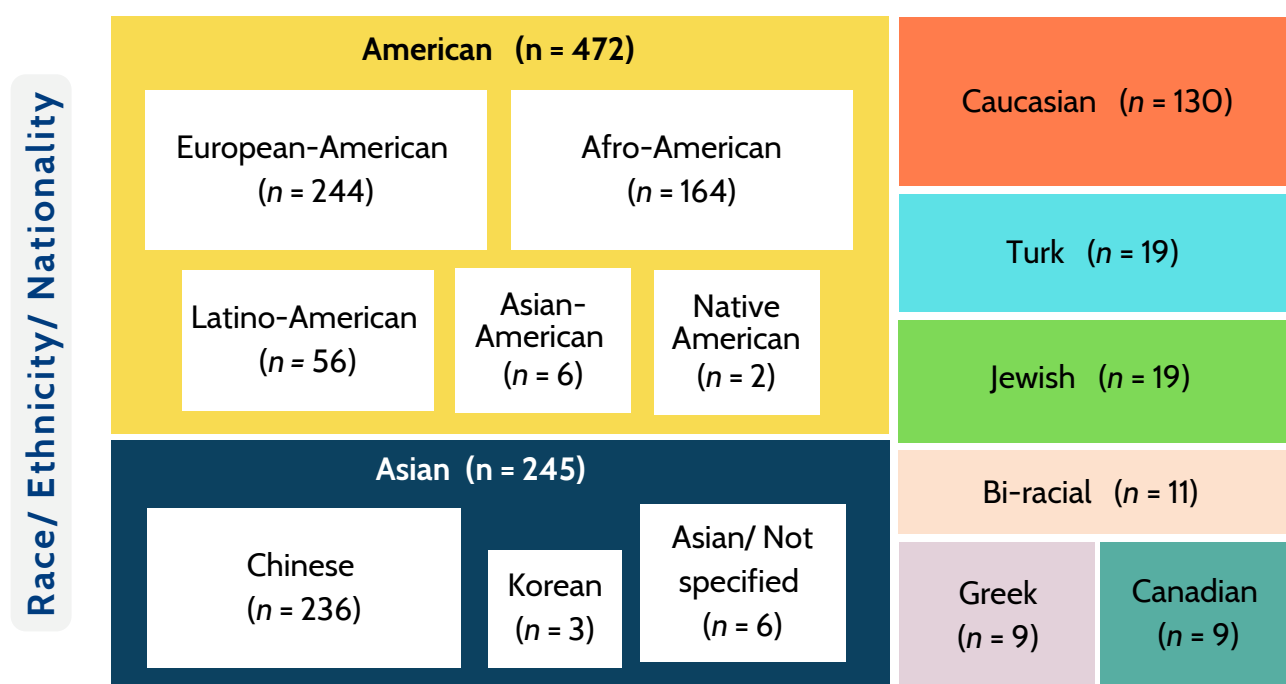 Race/ Ethnicity/ Nationality
American (n = 472)
European-American
(n = 244)
Afro-American
(n = 164)
Latino-American
(n = 56)
Asian-
American
(n = 6)
Native
American
(n = 2)
Asian (n = 245)
Chinese
(n = 236)
Korean
(n = 3)
Asian/ Not
specified
(n = 6)
Caucasian (n = 130)
Turk (n = 19)
Jewish (n = 19)
Bi-racial (n = 11)
Greek
(n = 9)
Canadian
(n = 9)